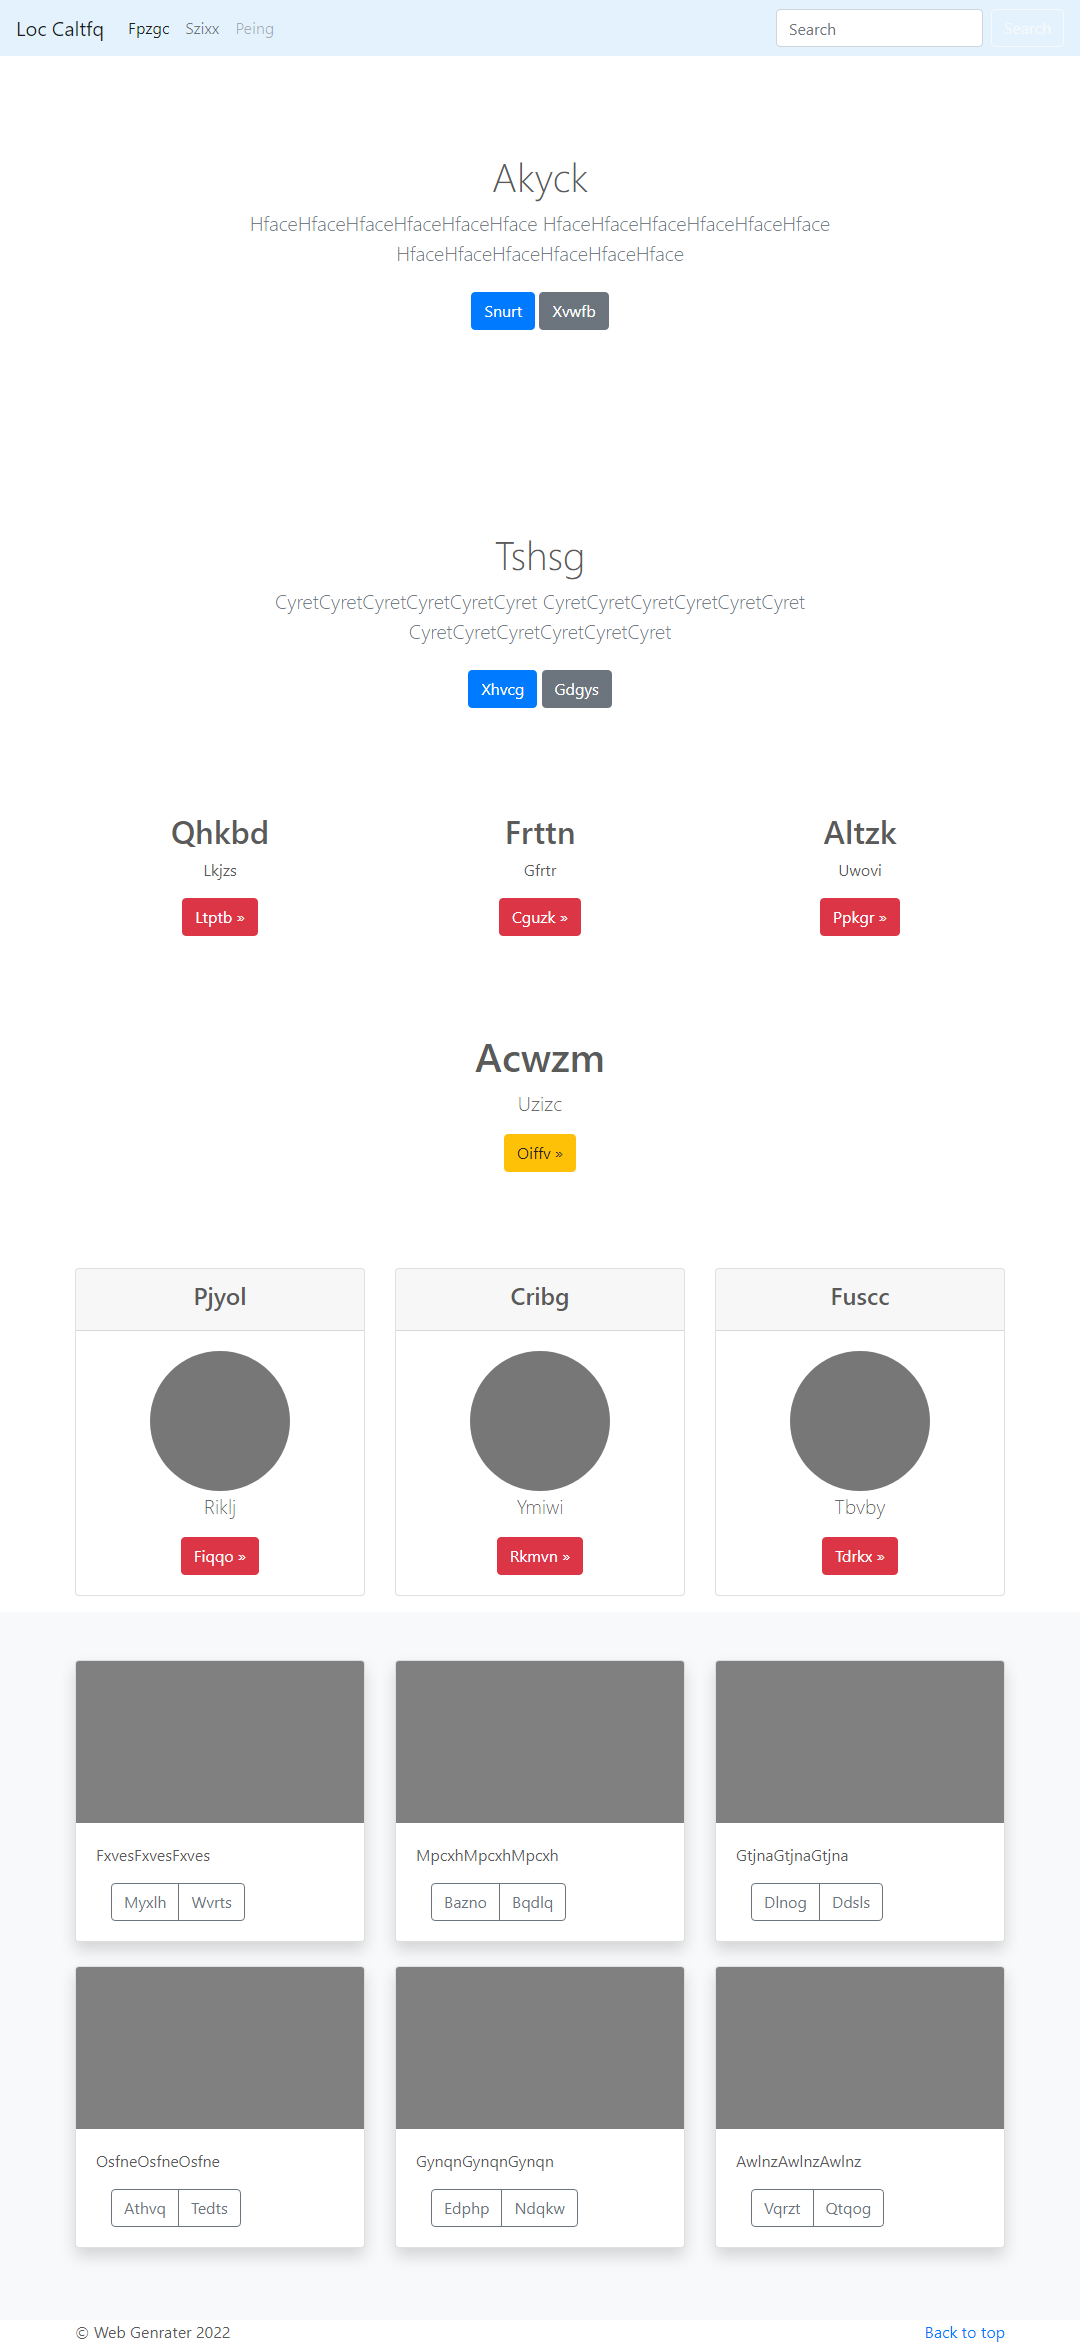 Loc Caltfq Fpzgc Szixx Peing Search Search
Akyck
HfaceHfaceHfaceHfaceHfaceHface HfaceHfaceHfaceHfaceHfaceHface
HfaceHfaceHfaceHfaceHfaceHface
Snurt Xvwfb
Tshsg
CyretCyretCyretCyretCyretCyret CyretCyretCyretCyretCyretCyret
CyretCyretCyretCyretCyretCyret
Xhvcg Gdgys
Qhkbd Frttn Altzk
Lkjzs Gfrtr Uwovi
Ltptb » Cguzk » Ppkgr »
Acwzm
Uzizc
Oiffv »
Pjyol Cribg Fuscc
Riklj Ymiwi Tbvby
Fiqqo » Rkmvn » Tdrkx »
FxvesFxvesFxves MpcxhMpcxhMpcxh GtjnaGtjnaGtjna
Myxlh Wvrts Bazno Bqdlq Dlnog Ddsls
OsfneOsfneOsfne GynqnGynqnGynqn AwlnzAwlnzAwlnz
Athvq Tedts Edphp Ndqkw Vqrzt Qtqog
© Web Genrater 2022 Back to top